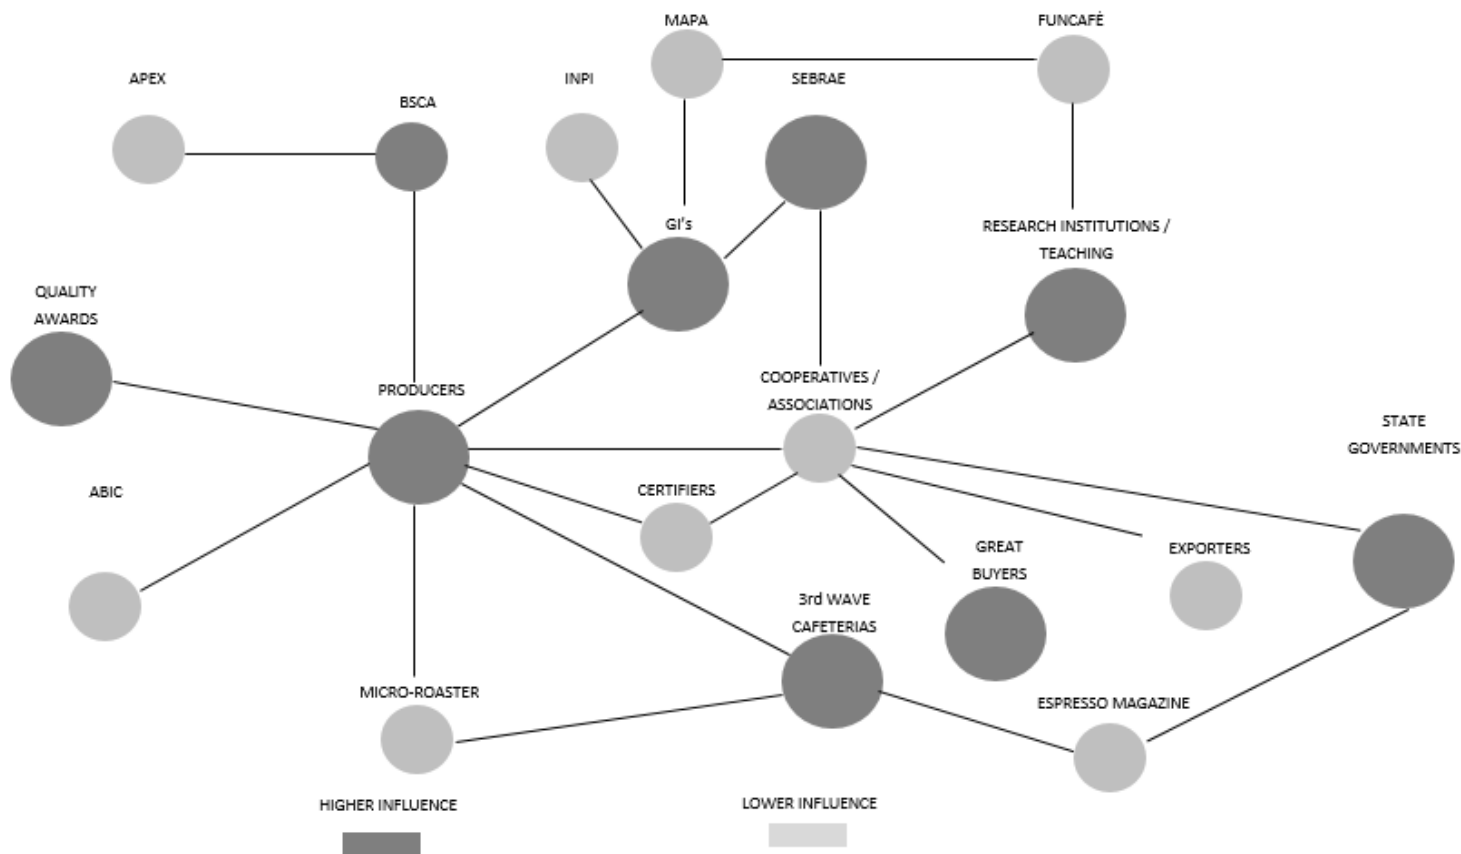 MAPA
FUNCAFÉ
APEX
INPI
SEBRAE
BSCA
GI's
RESEARCH INSTITUTIONS /
TEACHING
QUALITY
AWARDS
PRODUCERS
COOPERATIVES /
ASSOCIATIONS
STATE
GOVERNMENTS
ABIC
CERTIFIERS
GREAT
BUYERS
EXPORTERS
3rd WAVE
CAFETERIAS
MICRO-ROASTER
ESPRESSO MAGAZINE
HIGHER INFLUENCE
LOWER INFLUENCE